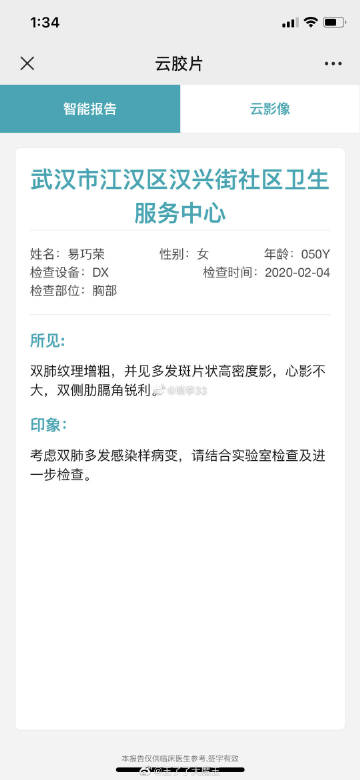 1:34
云胶片
智能报告
云影像
武汉市江汉区汉兴街社区卫生
服务中心
姓名：易巧荣 性别：女 年龄：050Y
检查设备：DX 检查时间：2020-02-04
检查部位：胸部
所见:
双肺纹理增粗，并见多发斑片状高密度影，心影不
大，双侧肋膈角锐利。
印象：
考虑双肺多发感染样病变，请结合实验室检查及进
一步检查。
本报告仅供临床医生参考,签字有效